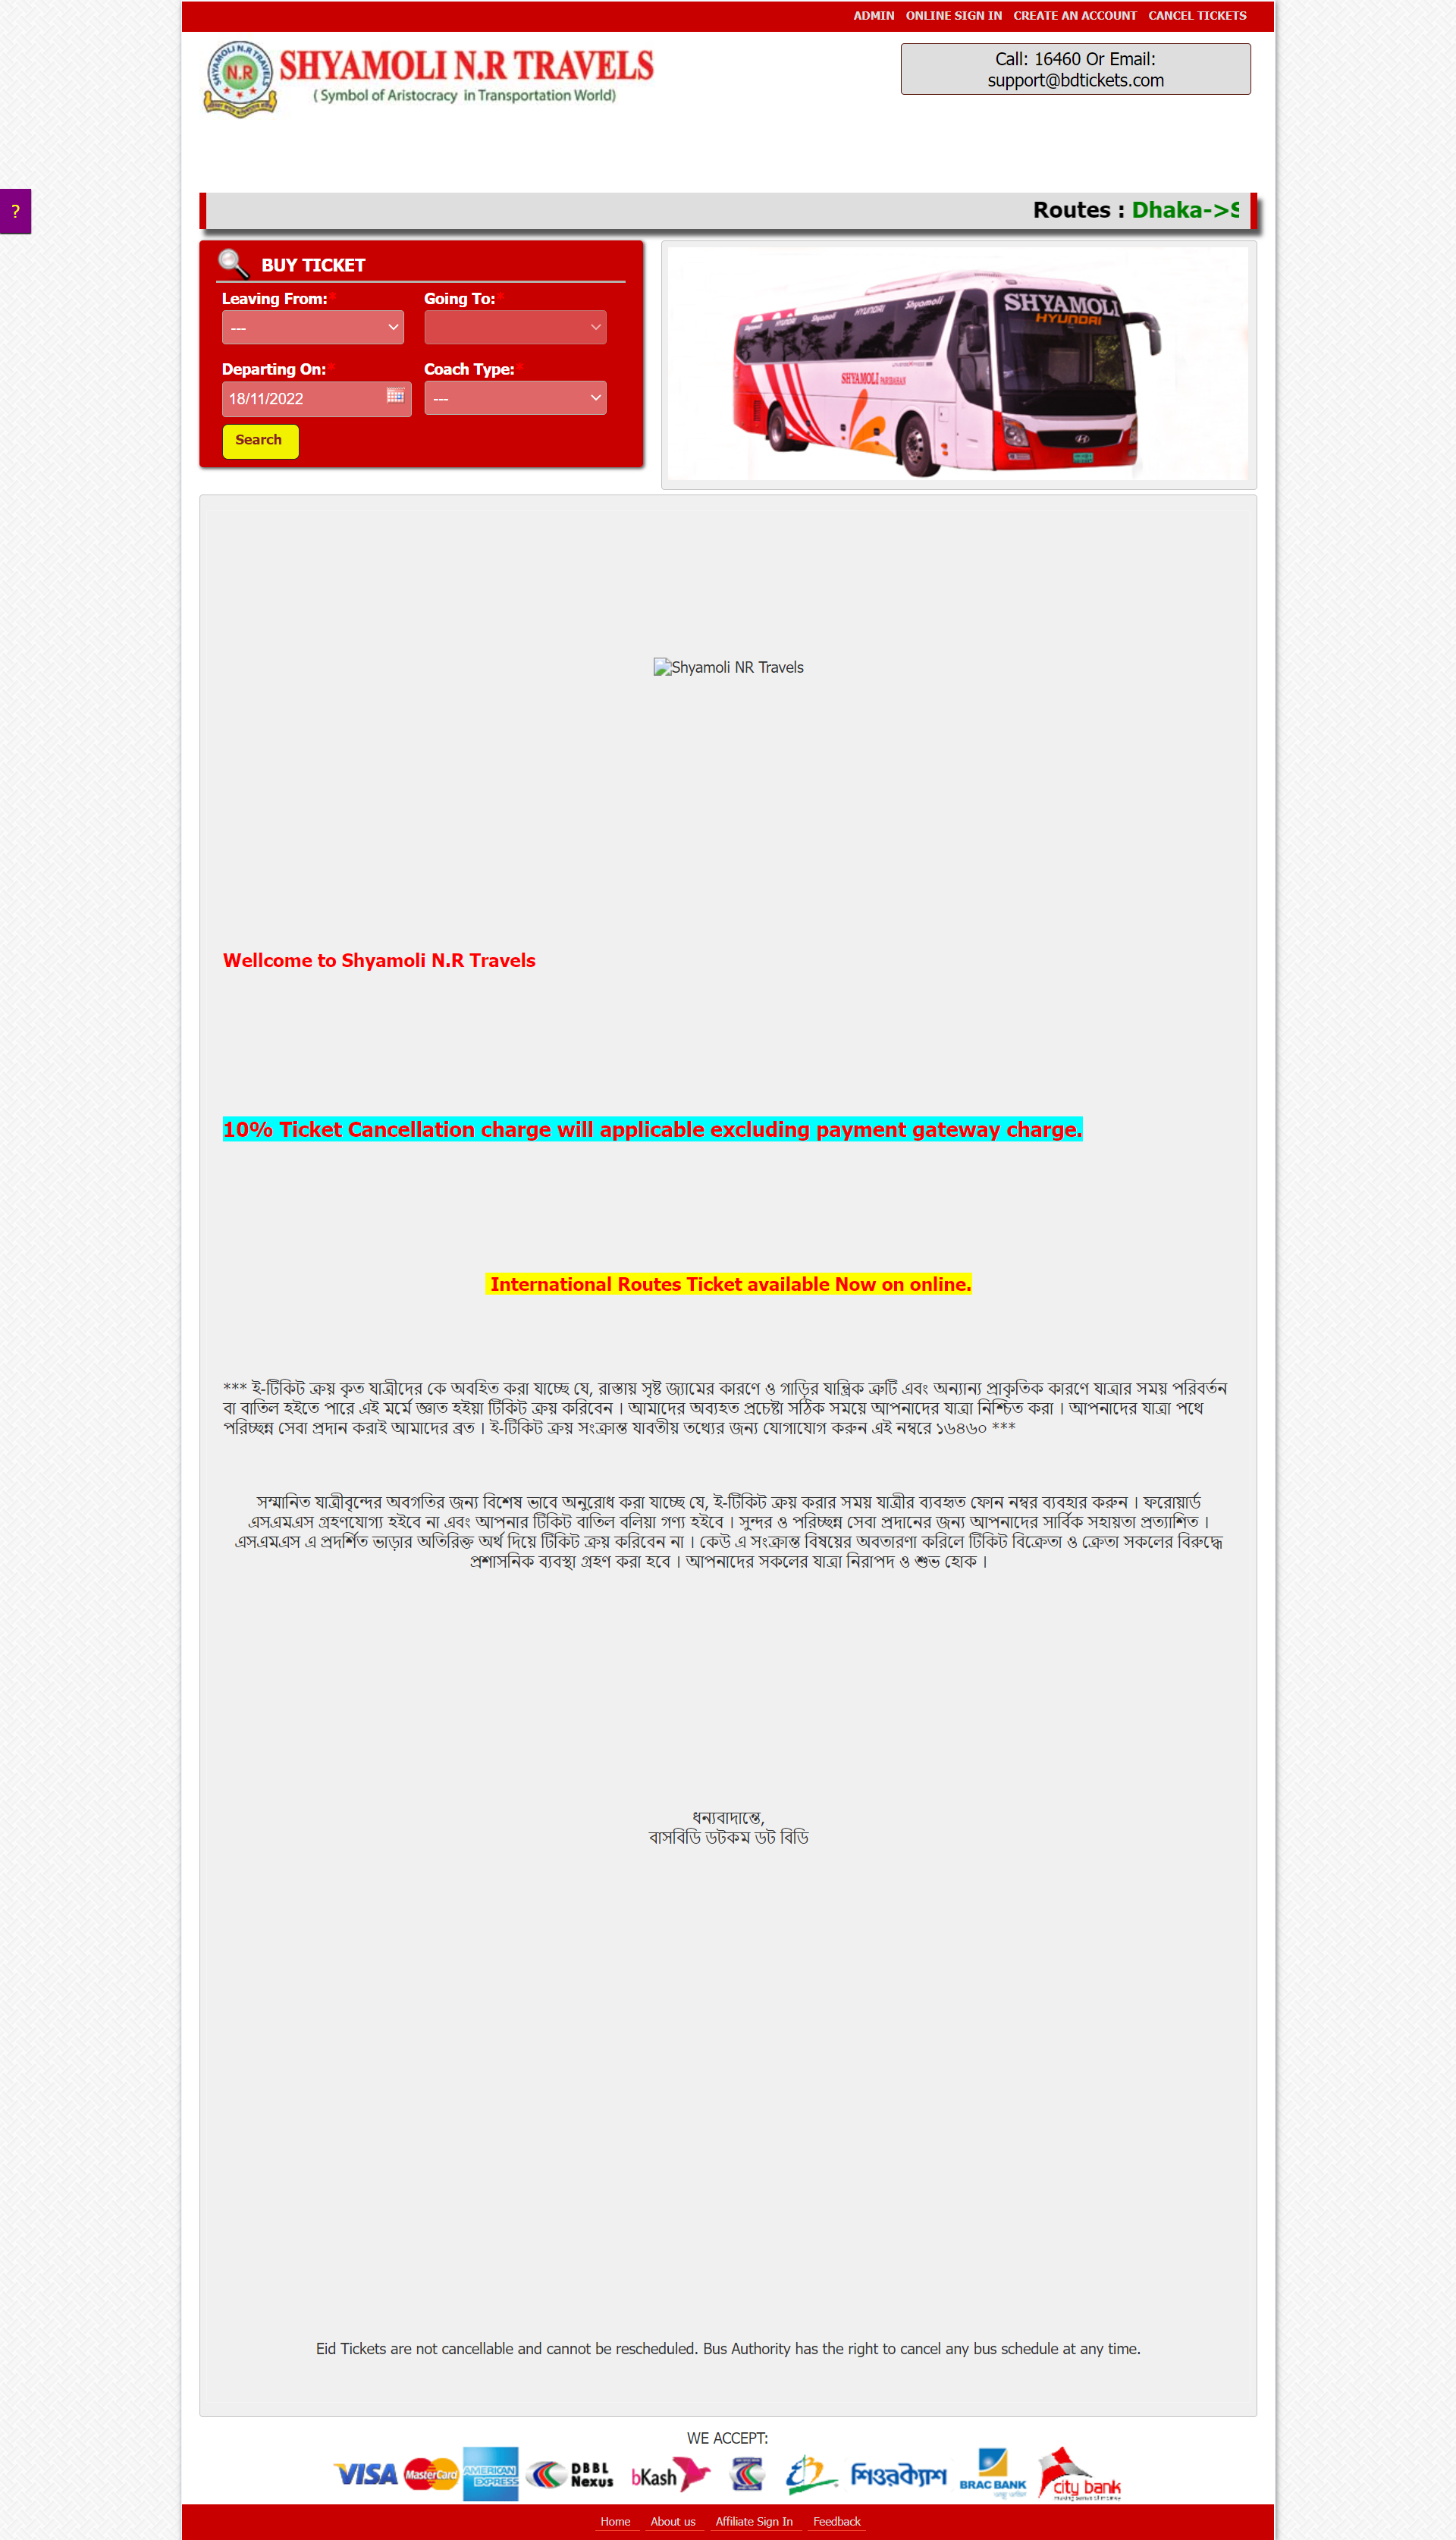 ADMIN ONLINE SIGN IN CREATE AN ACCOUNT CANCEL TICKETS
SHYAMOLI N.R TRAVELS
N.R
SHYAMOLI N.R TRAVELS
( Symbol of Aristocracy in Transportation World)
Call: 16460 Or Email:
support@bdtickets.com
?
Routes : Dhaka->S
BUY TICKET
Leaving From:* Going To:*
---
Departing On:* Coach Type:*
18/11/2022 ---
Search
Shyamoli HYUNDAI Shyamoli HYUNDAI Shyamoli
SHYAMOLI
HYUNDAI
SHYAMOLI PARIBAHAN
Shyamoli NR Travels
Wellcome to Shyamoli N.R Travels
10% Ticket Cancellation charge will applicable excluding payment gateway charge.
International Routes Ticket available Now on online.
*** ই-টিকিট ক্রয় কৃত যাত্রীদের কে অবহিত করা যাচ্ছে যে, রাস্তায় সৃষ্ট জ্যামের কারণে ও গাড়ির যান্ত্রিক ত্রুটি এবং অন্যান্য প্রাকৃতিক কারণে যাত্রার সময় পরিবর্তন
বা বাতিল হইতে পারে এই মর্মে জ্ঞাত হইয়া টিকিট ক্রয় করিবেন । আমাদের অব্যহত প্রচেষ্টা সঠিক সময়ে আপনাদের যাত্রা নিশ্চিত করা । আপনাদের যাত্রা পথে
পরিচ্ছন্ন সেবা প্রদান করাই আমাদের ব্রত । ই-টিকিট ক্রয় সংক্রান্ত যাবতীয় তথ্যের জন্য যোগাযোগ করুন এই নম্বরে ১৬৪৬০ ***
সম্মানিত যাত্রীবৃন্দের অবগতির জন্য বিশেষ ভাবে অনুরোধ করা যাচ্ছে যে, ই-টিকিট ক্রয় করার সময় যাত্রীর ব্যবহৃত ফোন নম্বর ব্যবহার করুন । ফরোয়ার্ড
এসএমএস গ্রহণযোগ্য হইবে না এবং আপনার টিকিট বাতিল বলিয়া গণ্য হইবে । সুন্দর ও পরিচ্ছন্ন সেবা প্রদানের জন্য আপনাদের সার্বিক সহায়তা প্রত্যাশিত ।
এসএমএস এ প্রদর্শিত ভাড়ার অতিরিক্ত অর্থ দিয়ে টিকিট ক্রয় করিবেন না । কেউ এ সংক্রান্ত বিষয়ের অবতারণা করিলে টিকিট বিক্রেতা ও ক্রেতা সকলের বিরুদ্ধে
প্রশাসনিক ব্যবস্থা গ্রহণ করা হবে । আপনাদের সকলের যাত্রা নিরাপদ ও শুভ হোক ।
ধন্যবাদান্তে,
বাসবিডি ডটকম ডট বিডি
Eid Tickets are not cancellable and cannot be rescheduled. Bus Authority has the right to cancel any bus schedule at any time.
WE ACCEPT:
VISA MasterCard AMERICAN EXPRESS DBBL Nexus bKash শিওরক্যাশ BRAC BANK city bank
Home About us Affiliate Sign In Feedback